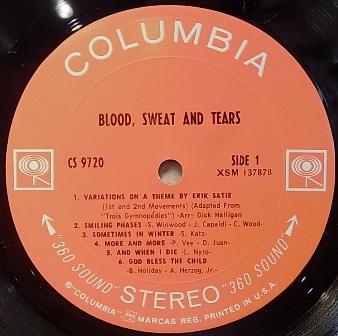 COLUMBIA
BLOOD, SWEAT AND TEARS
CS 9720
SIDE 1
XSM 137878
1. VARIATIONS ON A THEME BY ERIK SATIE
(1st and 2nd Movements) (Adapted From
"Trois Gymnopédies") -Arr: Dick Halligan
2. SMILING PHASES -S. Winwood - J. Capaldi - C. Wood-
3. SOMETIMES IN WINTER -S. Katz-
4. MORE AND MORE -P. Vee - D. Juan-
5. AND WHEN I DIE -L. Nyro-
6. GOD BLESS THE CHILD
-B. Holiday - A. Herzog, Jr.-
"360 SOUND" STEREO "360 SOUND"
® "COLUMBIA", MARCAS REG. PRINTED IN U.S.A.